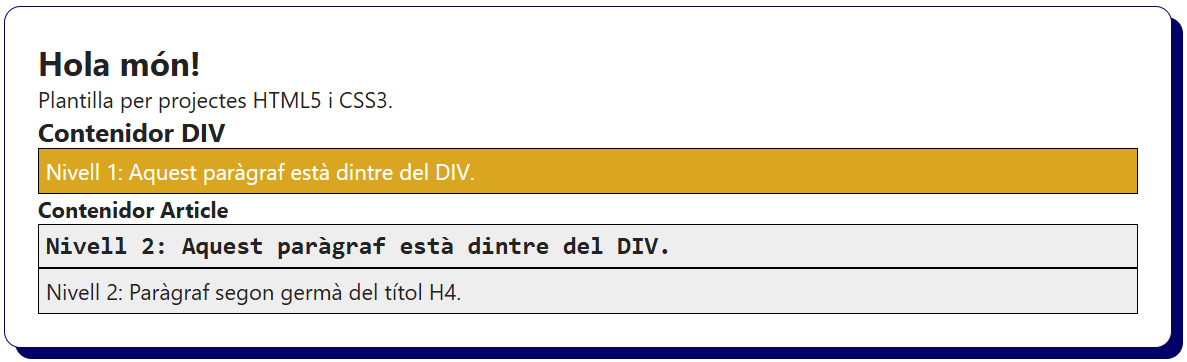 Hola món!
Plantilla per projectes HTML5 i CSS3.
Contenidor DIV
Nivell 1: Aquest paràgraf està dintre del DIV.
Contenidor Article
Nivell 2: Aquest paràgraf està dintre del DIV.
Nivell 2: Paràgraf segon germà del títol H4.